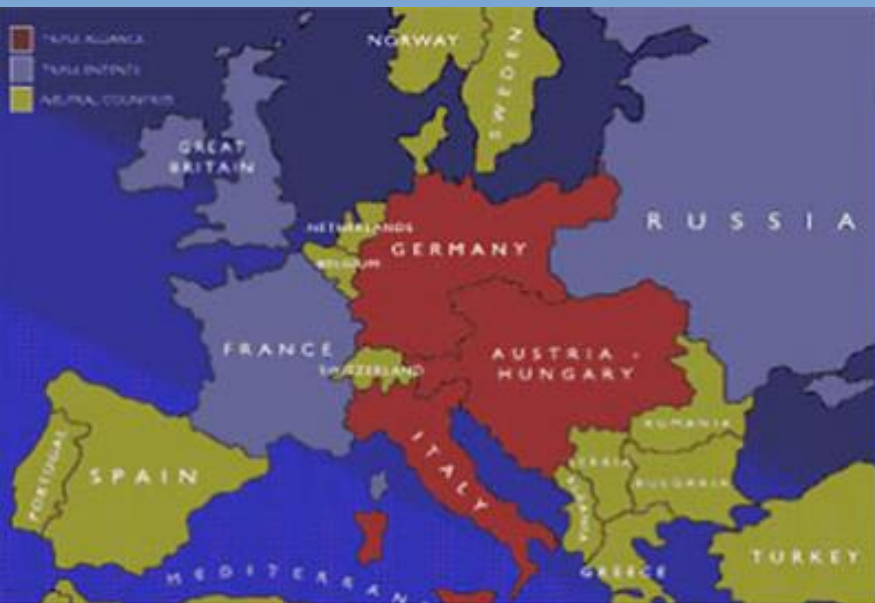 TRIPLE ALLIANCE
TRIPLE ENTENTE
NEUTRAL COUNTRIES
NORWAY
SWEDEN
GREAT
BRITAIN
RUSSIA
NETHERLANDS
GERMANY
BELGIUM
FRANCE
SWITZERLAND
AUSTRIA -
HUNGARY
ITALY
RUMANIA
SERBIA
BULGARIA
ALBANIA
PORTUGAL
SPAIN
GREECE
TURKEY
MEDITERRAN